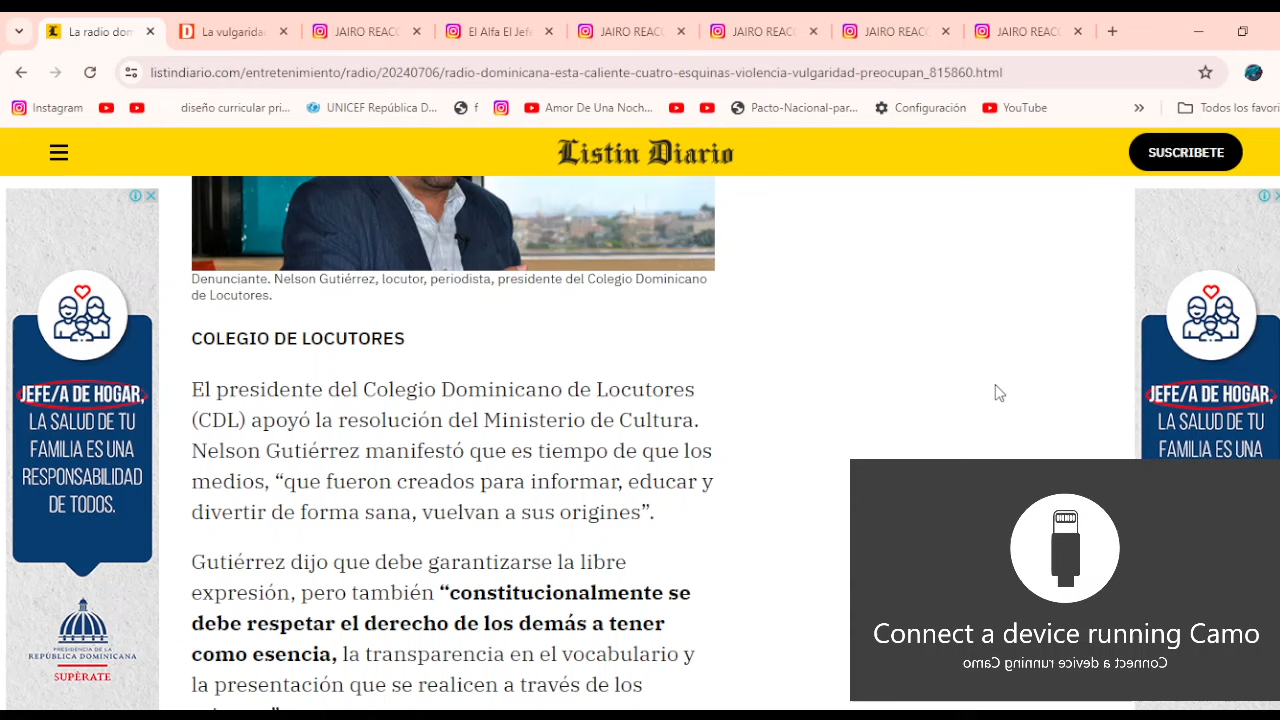 La radio dom
La vulgarida
JAIRO REAC
El Alfa El Jefe
JAIRO REAC
JAIRO REAC
JAIRO REAC
JAIRO REAC
listindiario.com/entretenimiento/radio/20240706/radio-dominicana-esta-caliente-cuatro-esquinas-violencia-vulgaridad-preocupan_815860.html
Instagram
diseño curricular pri...
UNICEF República D...
f
Amor De Una Noch...
Pacto-Nacional-par...
Configuración
YouTube
»
Todos los favori
Listin Diario
SUSCRIBETE
Denunciante. Nelson Gutiérrez, locutor, periodista, presidente del Colegio Dominicano
de Locutores.
COLEGIO DE LOCUTORES
El presidente del Colegio Dominicano de Locutores
(CDL) apoyó la resolución del Ministerio de Cultura.
Nelson Gutiérrez manifestó que es tiempo de que los
medios, “que fueron creados para informar, educar y
divertir de forma sana, vuelvan a sus origines”.
Gutiérrez dijo que debe garantizarse la libre
expresión, pero también “constitucionalmente se
debe respetar el derecho de los demás a tener
como esencia, la transparencia en el vocabulario y
la presentación que se realicen a través de los
JEFE/A DE HOGAR,
LA SALUD DE TU
FAMILIA ES UNA
RESPONSABILIDAD
DE TODOS.
PRESIDENCIA DE LA
REPÚBLICA DOMINICANA
SUPÉRATE
JEFE/A DE HOGAR,
LA SALUD DE TU
FAMILIA ES UNA
Connect a device running Camo
Connect a device running Camo